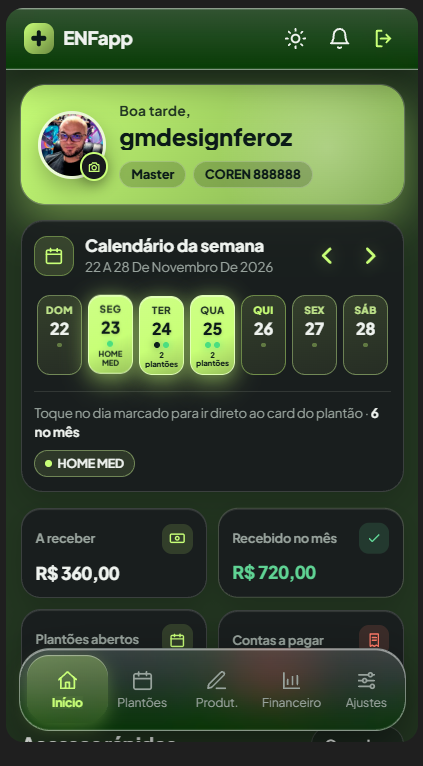 ENFapp
Boa tarde,
gmdesignferoz
Master COREN 888888
Calendário da semana
22 A 28 De Novembro De 2026
DOM SEG TER QUA QUI SEX SÁB
22 23 24 25 26 27 28
HOME MED
2 plantões
2 plantões
Toque no dia marcado para ir direto ao card do plantão · 6
no mês
HOME MED
A receber
R$ 360,00
Recebido no mês
R$ 720,00
Plantões abertos
Contas a pagar
Início Plantões Produt. Financeiro Ajustes